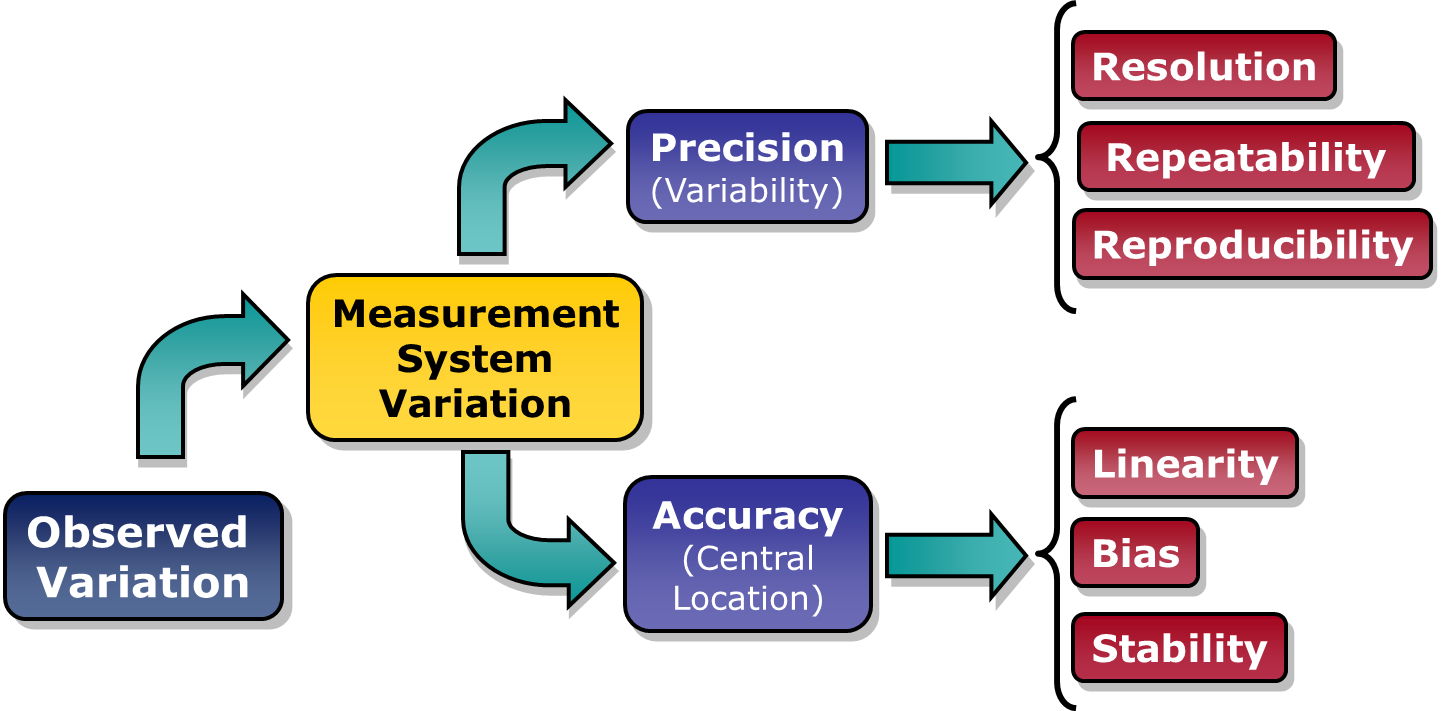 Observed
Variation
Measurement
System
Variation
Precision
(Variability)
Resolution
Repeatability
Reproducibility
Accuracy
(Central
Location)
Linearity
Bias
Stability